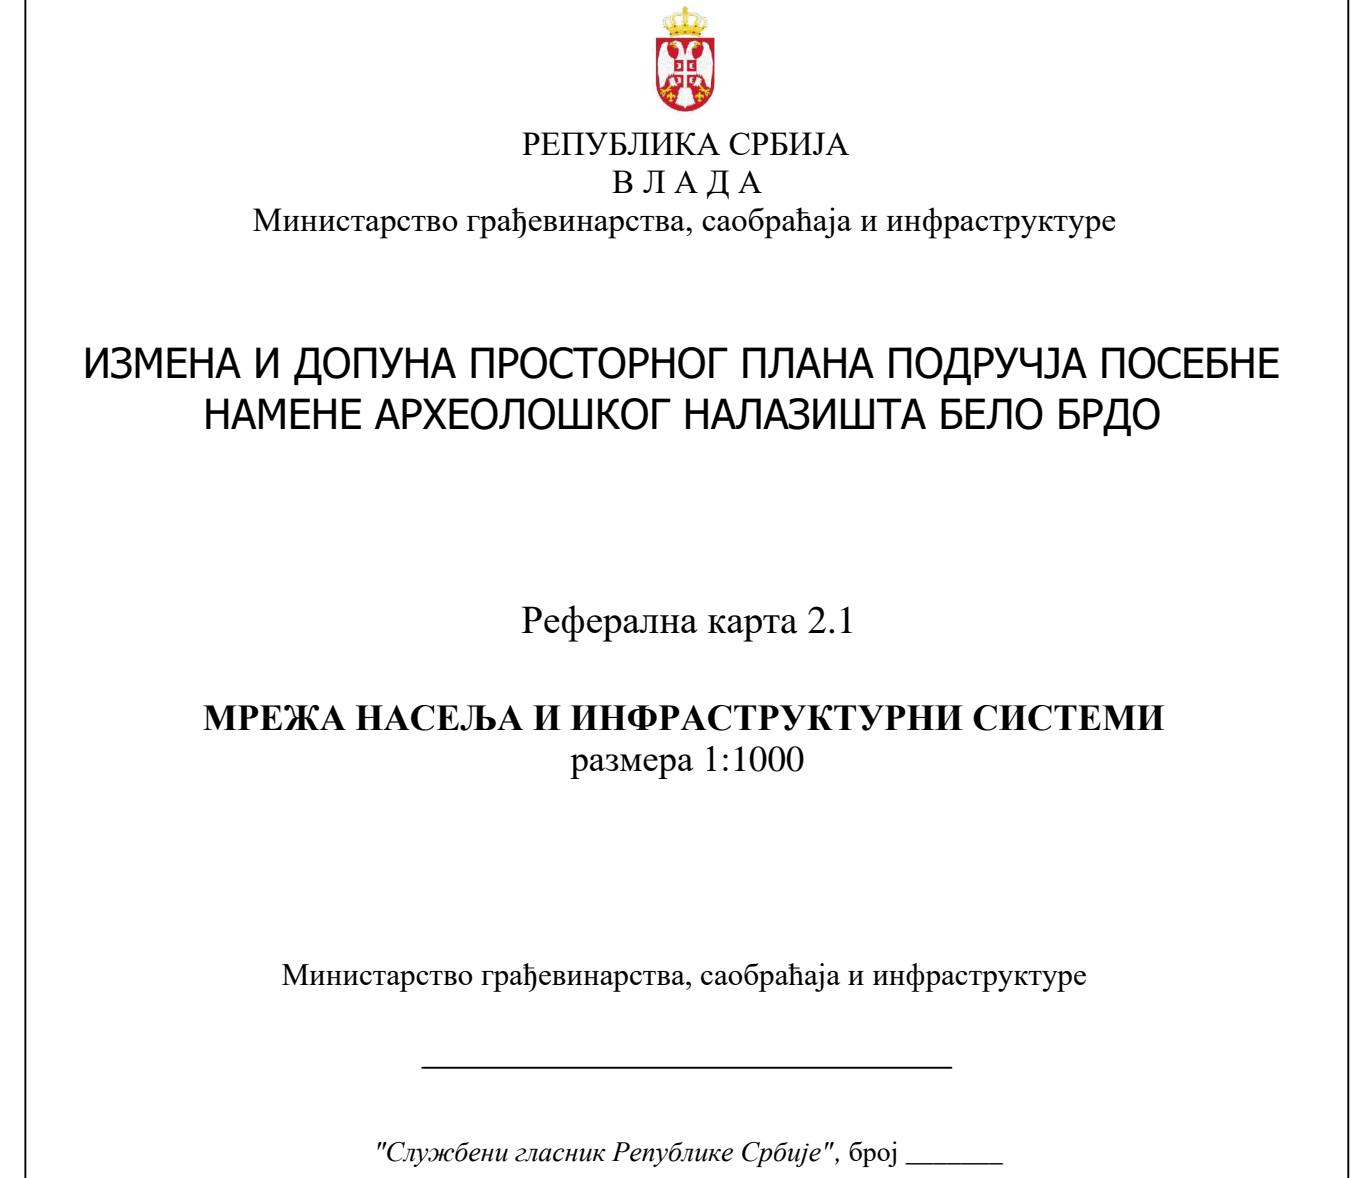 РЕПУБЛИКА СРБИЈА
В Л А Д А
Министарство грађевинарства, саобраћаја и инфраструктуре
ИЗМЕНА И ДОПУНА ПРОСТОРНОГ ПЛАНА ПОДРУЧЈА ПОСЕБНЕ
НАМЕНЕ АРХЕОЛОШКОГ НАЛАЗИШТА БЕЛО БРДО
Реферална карта 2.1
МРЕЖА НАСЕЉА И ИНФРАСТРУКТУРНИ СИСТЕМИ
размера 1:1000
Министарство грађевинарства, саобраћаја и инфраструктуре
"Службени гласник Републике Србије", број _______